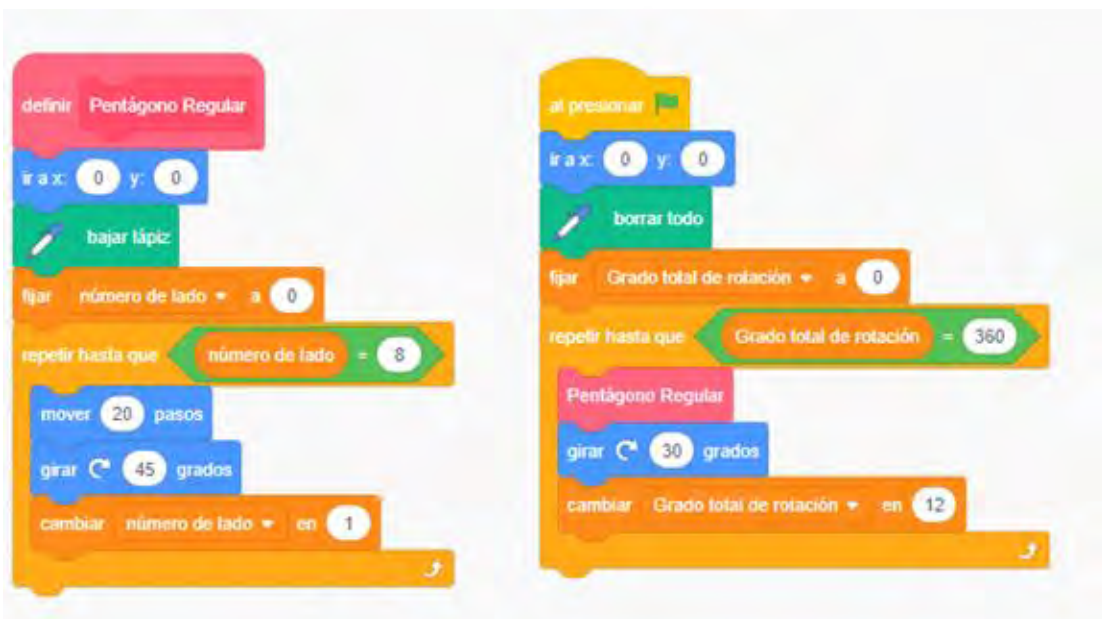 definir Pentágono Regular
ir a x: 0 y: 0
bajar lápiz
fijar número de lado a 0
repetir hasta que número de lado = 8
mover 20 pasos
girar 45 grados
cambiar número de lado en 1
al presionar
ir a x: 0 y: 0
borrar todo
fijar Grado total de rotación a 0
repetir hasta que Grado total de rotación = 360
Pentágono Regular
girar 30 grados
cambiar Grado total de rotación en 12